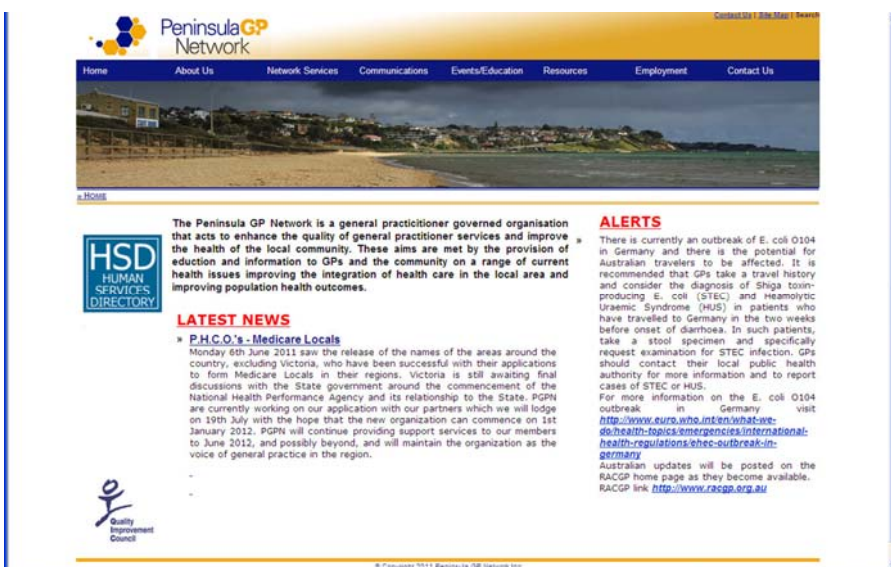 Contact Us | Site Map | Search
PeninsulaGP
Network
Home About Us Network Services Communications Events/Education Resources Employment Contact Us
» HOME
HSD
HUMAN
SERVICES
DIRECTORY
The Peninsula GP Network is a general practicitioner governed organisation
that acts to enhance the quality of general practitioner services and improve
the health of the local community. These aims are met by the provision of
eduction and information to GPs and the community on a range of current
health issues improving the integration of health care in the local area and
improving population health outcomes.
LATEST NEWS
» P.H.C.O.'s - Medicare Locals
Monday 6th June 2011 saw the release of the names of the areas around the
country, excluding Victoria, who have been successful with their applications
to form Medicare Locals in their regions. Victoria is still awaiting final
discussions with the State government around the commencement of the
National Health Performance Agency and its relationship to the State. PGPN
are currently working on our application with our partners which we will lodge
on 19th July with the hope that the new organization can commence on 1st
January 2012. PGPN will continue providing support services to our members
to June 2012, and possibly beyond, and will maintain the organization as the
voice of general practice in the region.
-
-
Quality
Improvement
Council
ALERTS
» There is currently an outbreak of E. coli O104
in Germany and there is the potential for
Australian travelers to be affected. It is
recommended that GPs take a travel history
and consider the diagnosis of Shiga toxin-
producing E. coli (STEC) and Heamolytic
Uraemic Syndrome (HUS) in patients who
have travelled to Germany in the two weeks
before onset of diarrhoea. In such patients,
take a stool specimen and specifically
request examination for STEC infection. GPs
should contact their local public health
authority for more information and to report
cases of STEC or HUS.
For more information on the E. coli O104
outbreak in Germany visit
http://www.euro.who.int/en/what-we-
do/health-topics/emergencies/international-
health-regulations/ehec-outbreak-in-
germany
Australian updates will be posted on the
RACGP home page as they become available.
RACGP link http://www.racgp.org.au
© Copyright 2011 Peninsula GP Network Inc